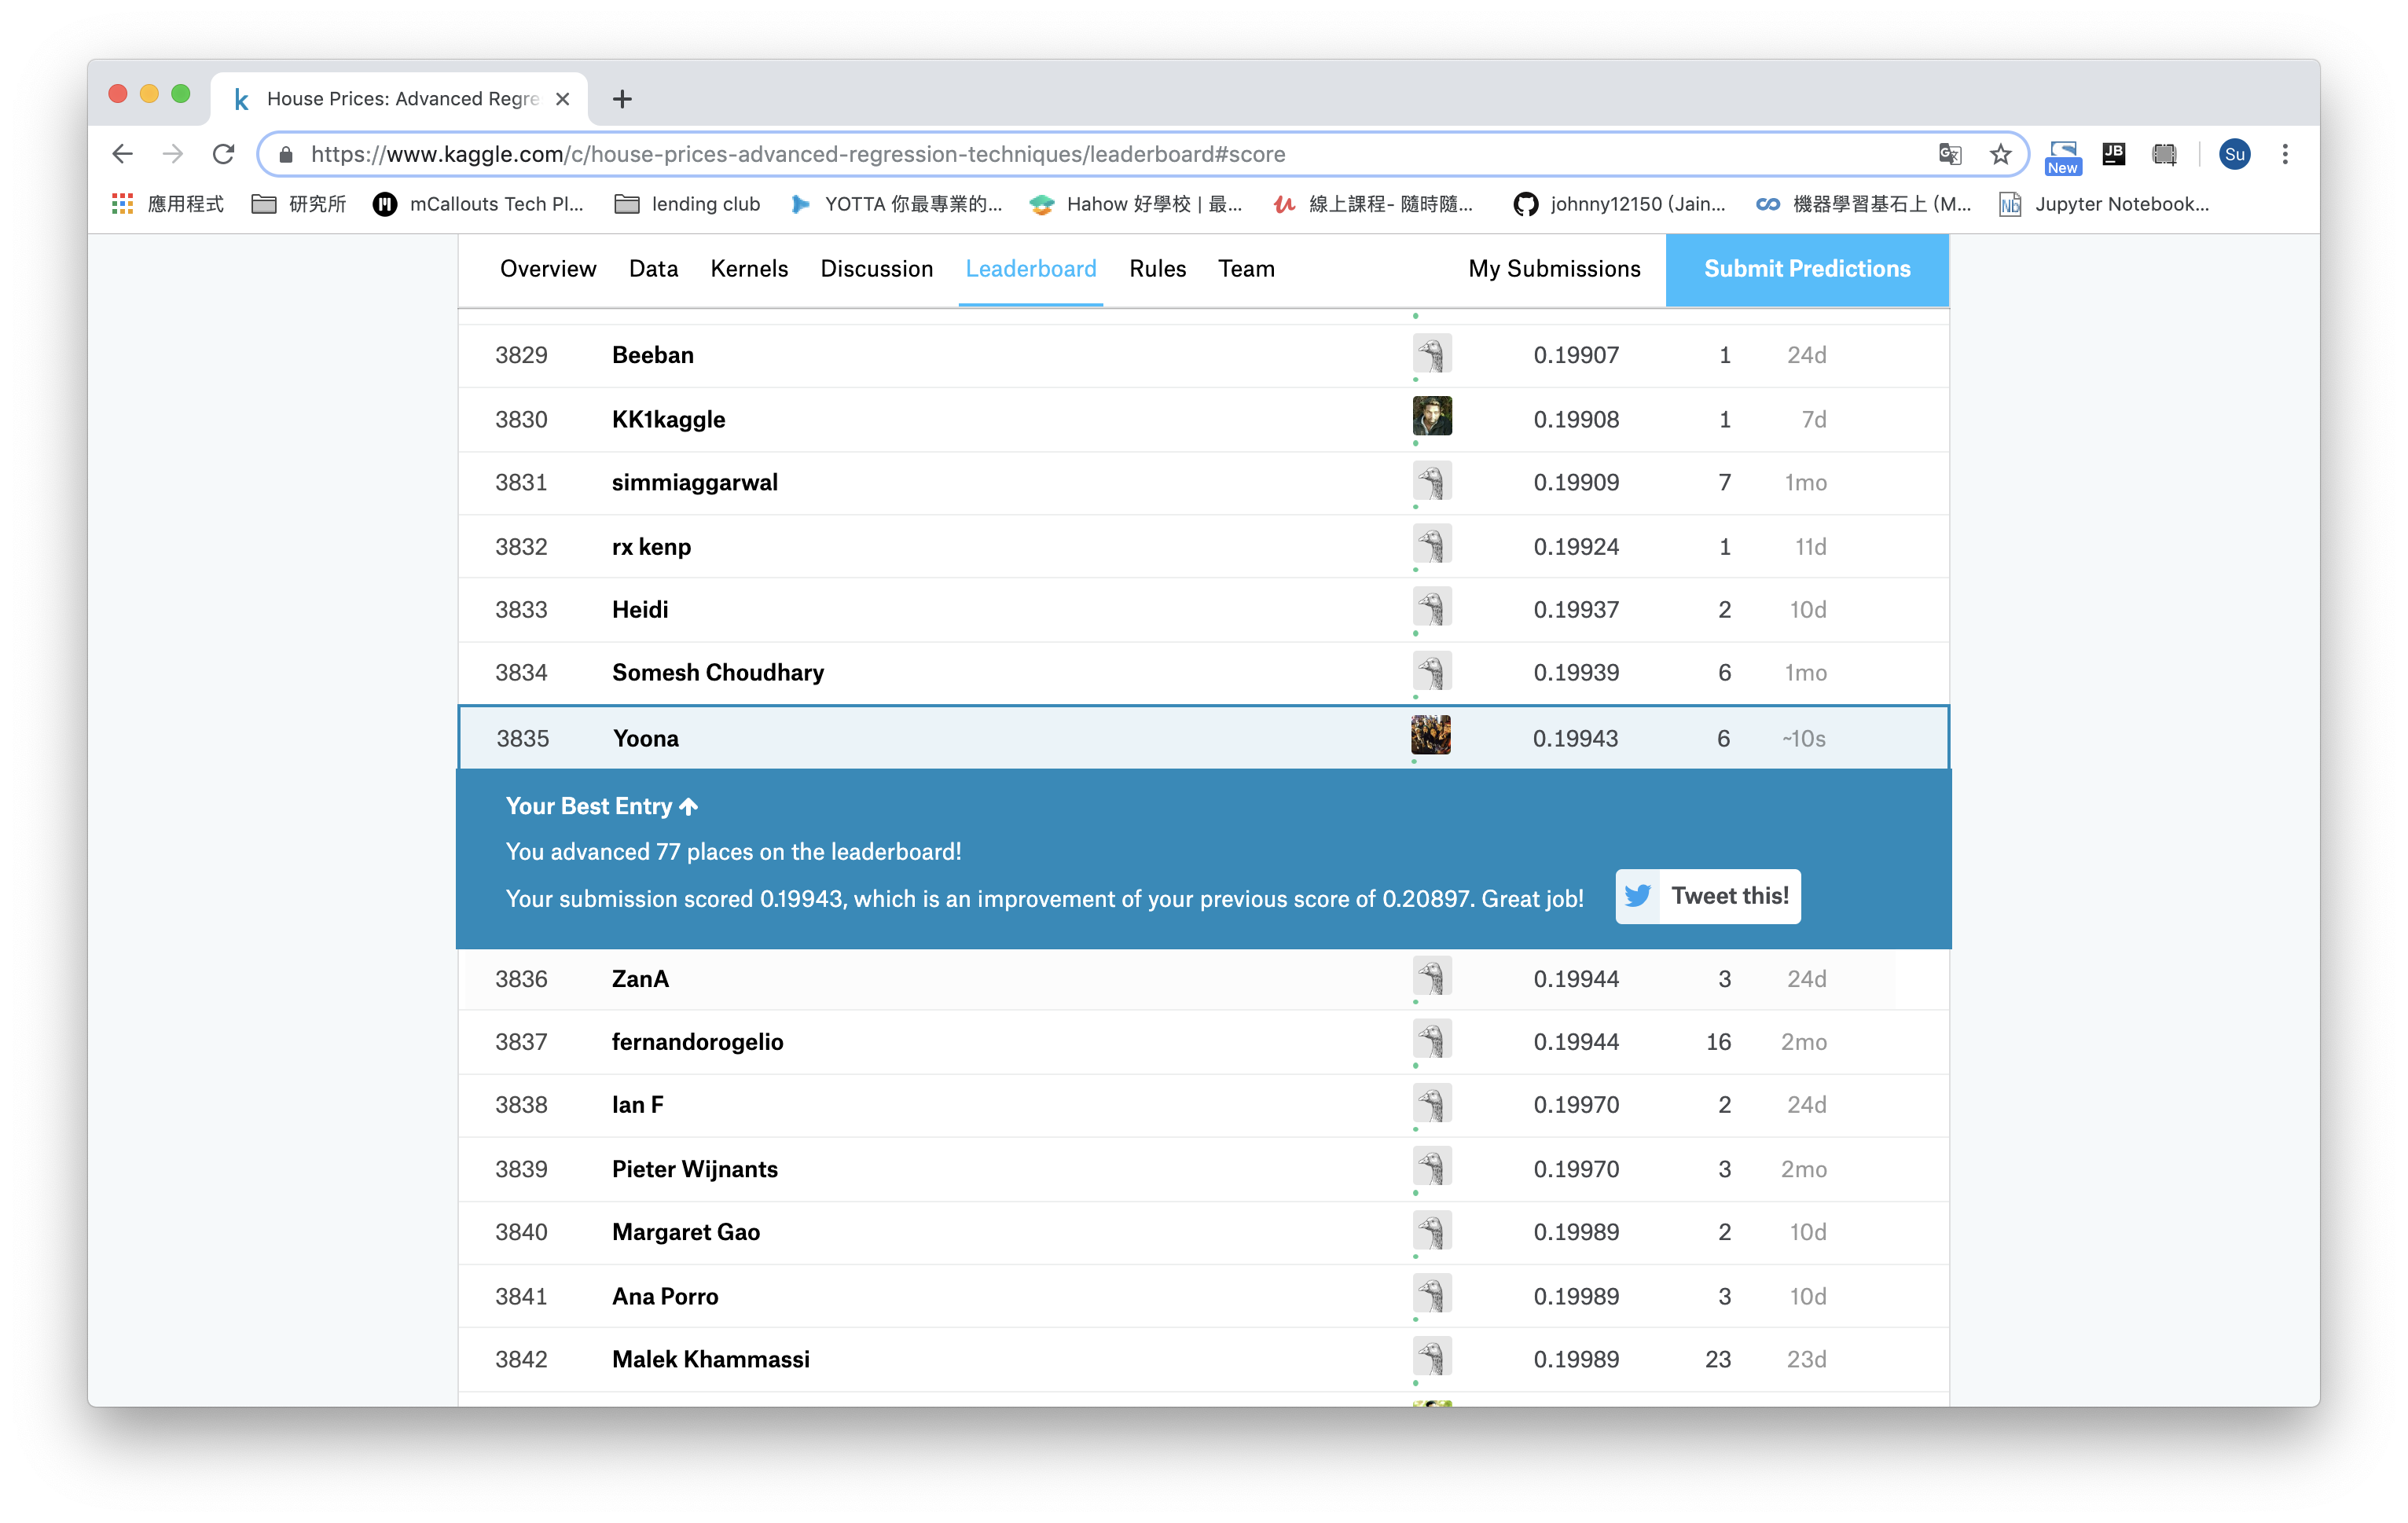 House Prices: Advanced Regre
https://www.kaggle.com/c/house-prices-advanced-regression-techniques/leaderboard#score
New
JB
Su
應用程式 研究所 mCallouts Tech Pl... lending club YOTTA 你最專業的... Hahow 好學校 | 最... 線上課程- 隨時隨... johnny12150 (Jain... 機器學習基石上 (M... Jupyter Notebook...
Overview Data Kernels Discussion Leaderboard Rules Team My Submissions Submit Predictions
3829 Beeban 0.19907 1 24d
3830 KK1kaggle 0.19908 1 7d
3831 simmiaggarwal 0.19909 7 1mo
3832 rx kenp 0.19924 1 11d
3833 Heidi 0.19937 2 10d
3834 Somesh Choudhary 0.19939 6 1mo
3835 Yoona 0.19943 6 ~10s
Your Best Entry
You advanced 77 places on the leaderboard!
Your submission scored 0.19943, which is an improvement of your previous score of 0.20897. Great job! Tweet this!
3836 ZanA 0.19944 3 24d
3837 fernandorogelio 0.19944 16 2mo
3838 Ian F 0.19970 2 24d
3839 Pieter Wijnants 0.19970 3 2mo
3840 Margaret Gao 0.19989 2 10d
3841 Ana Porro 0.19989 3 10d
3842 Malek Khammassi 0.19989 23 23d